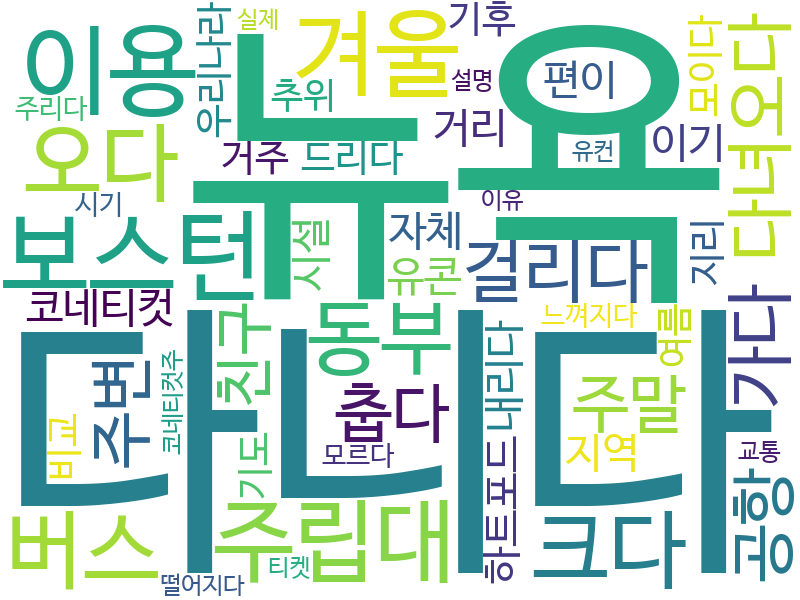 실제
우리나라
뉴욕
겨울
기후
이용
주리다
추위
설명
편이
모이다
다녀오다
거리
이기
오다
거주
드리다
유컨
시기
이유
보스턴
시설
자체
유콘
걸리다
지리
코네티컷
동부
느껴지다
여름
가다
다니다
친구
주변
코네티컷주
비교
춥다
내리다
주말
기도
모르다
지역
교통
하트포드
공항
버스
주립대
크다
티켓
떨어지다